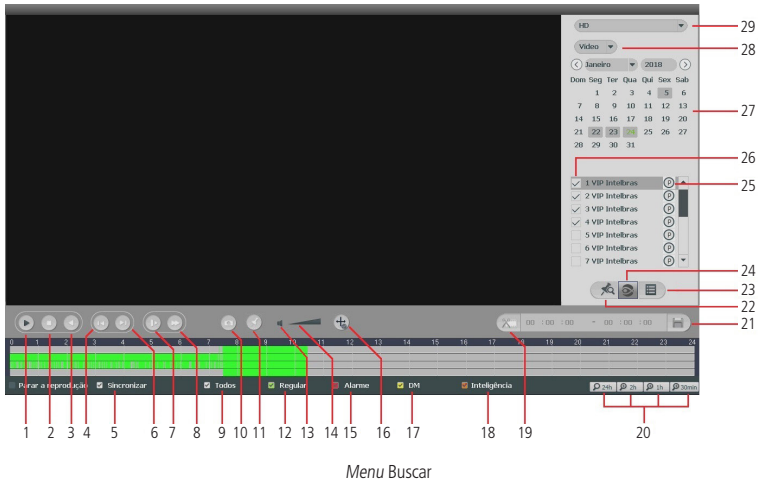 HD
29
Video
28
Janeiro 2018
Dom Seg Ter Qua Qui Sex Sab
1 2 3 4 5 6
7 8 9 10 11 12 13
14 15 16 17 18 19 20
21 22 23 24 25 26 27
28 29 30 31
27
26
1 VIP Intelbras P
25
2 VIP Intelbras P
3 VIP Intelbras P
4 VIP Intelbras P
5 VIP Intelbras P
6 VIP Intelbras P
7 VIP Intelbras P
24
23
22
00 : 00 : 00 - 00 : 00 : 00
21
0 1 2 3 4 5 6 7 8 9 10 11 12 13 14 15 16 17 18 19 20 21 22 23 24
Parar a reprodução Sincronizar Todos Regular Alarme DM Inteligência 24h 2h 1h 30min
1 2 3 4 5 6 7 8 9 10 11 12 13 14 15 16 17 18 19 20
Menu Buscar